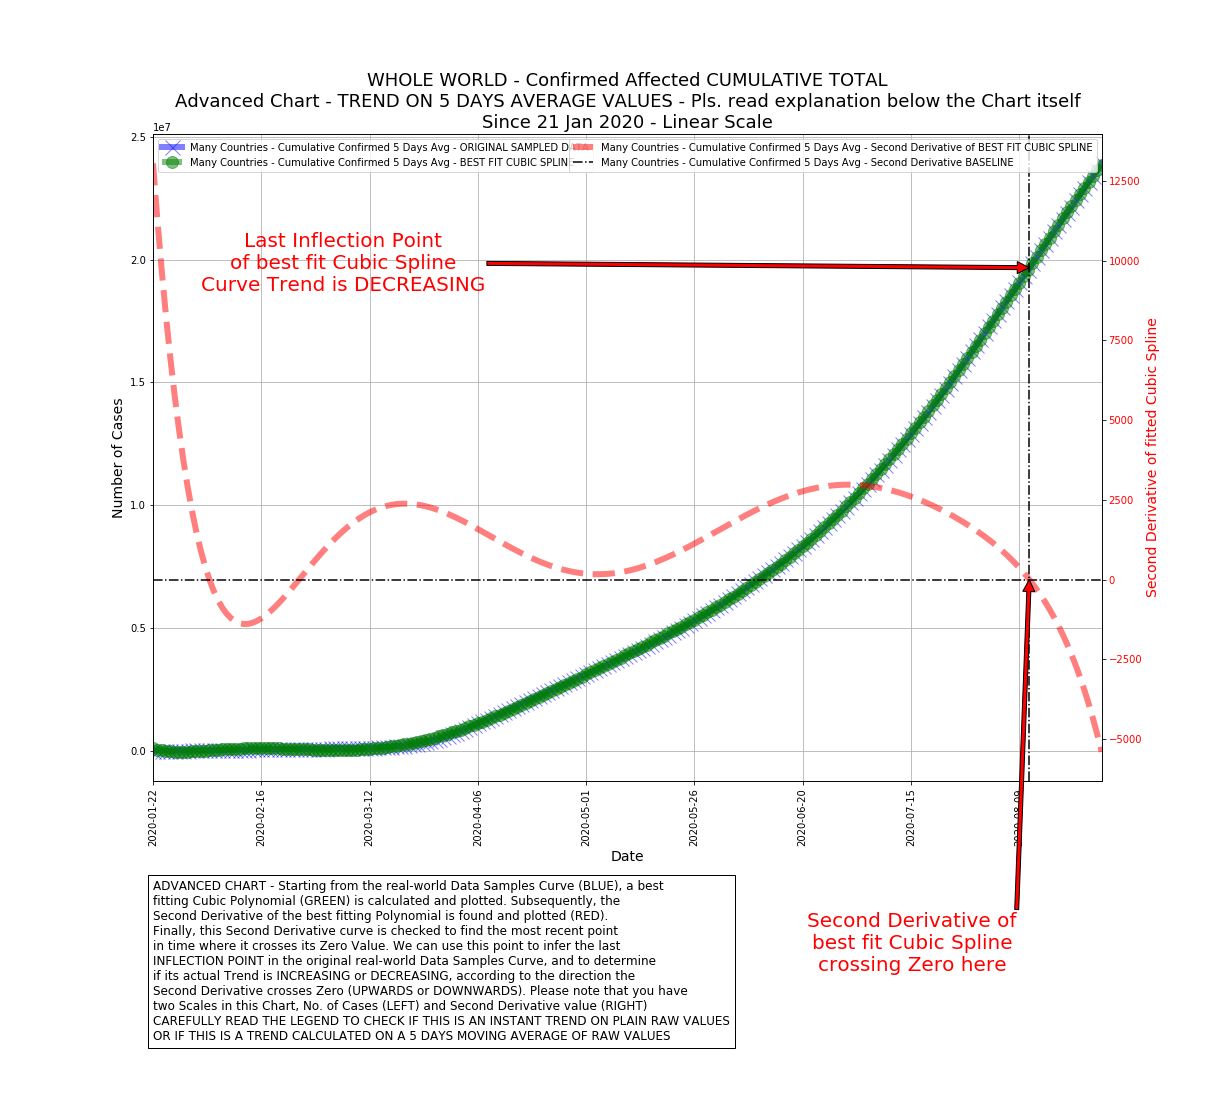 WHOLE WORLD - Confirmed Affected CUMULATIVE TOTAL
Advanced Chart - TREND ON 5 DAYS AVERAGE VALUES - Pls. read explanation below the Chart itself
Since 21 Jan 2020 - Linear Scale
1e7
Many Countries - Cumulative Confirmed 5 Days Avg - ORIGINAL SAMPLED
Many Countries - Cumulative Confirmed 5 Days Avg - BEST FIT CUBIC SPLIN
Many Countries - Cumulative Confirmed 5 Days Avg - Second Derivative of BEST FIT CUBIC SPLINE
Many Countries - Cumulative Confirmed 5 Days Avg - Second Derivative BASELINE
Last Inflection Point
of best fit Cubic Spline
Curve Trend is DECREASING
2.5
2.0
1.5
1.0
0.5
0.0
Number of Cases
12500
10000
7500
5000
2500
0
−2500
−5000
Second Derivative of fitted Cubic Spline
2020-01-22
2020-02-16
2020-03-12
2020-04-06
2020-05-01
2020-05-26
2020-06-20
2020-07-15
2020-08-09
Date
ADVANCED CHART - Starting from the real-world Data Samples Curve (BLUE), a best
fitting Cubic Polynomial (GREEN) is calculated and plotted. Subsequently, the
Second Derivative of the best fitting Polynomial is found and plotted (RED).
Finally, this Second Derivative curve is checked to find the most recent point
in time where it crosses its Zero Value. We can use this point to infer the last
INFLECTION POINT in the original real-world Data Samples Curve, and to determine
if its actual Trend is INCREASING or DECREASING, according to the direction the
Second Derivative crosses Zero (UPWARDS or DOWNWARDS). Please note that you have
two Scales in this Chart, No. of Cases (LEFT) and Second Derivative value (RIGHT)
CAREFULLY READ THE LEGEND TO CHECK IF THIS IS AN INSTANT TREND ON PLAIN RAW VALUES
OR IF THIS IS A TREND CALCULATED ON A 5 DAYS MOVING AVERAGE OF RAW VALUES
Second Derivative of
best fit Cubic Spline
crossing Zero here